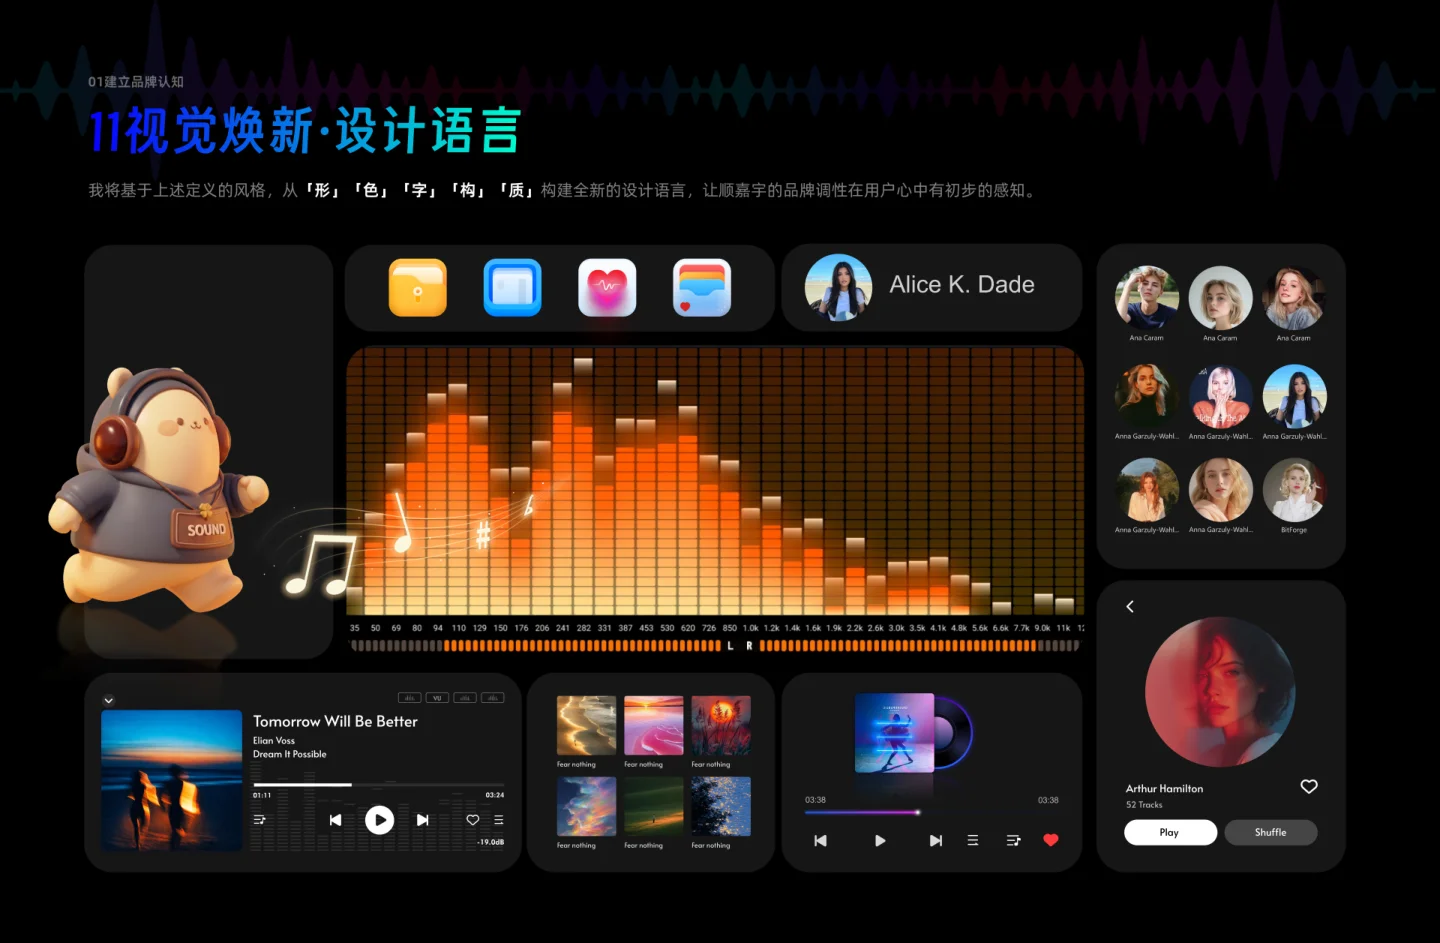 01建立品牌认知
11视觉焕新·设计语言
我将基于上述定义的风格，从「形」「色」「字」「构」「质」构建全新的设计语言，让顺嘉宇的品牌调性在用户心中有初步的感知。
Alice K. Dade
Ana Caram
Ana Caram
Ana Caram
Anna Garzuly-Wahl...
Anna Garzuly-Wahl...
Anna Garzuly-Wahl...
Anna Garzuly-Wahl...
Anna Garzuly-Wahl...
BitForge
SOUND
35 50 69 80 94 110 129 150 176 206 241 282 331 387 453 530 620 726 850 1.0k 1.2k 1.4k 1.6k 1.9k 2.2k 2.6k 3.0k 3.5k 4.1k 4.8k 5.6k 6.6k 7.7k 9.0k 11k
L R
VU
Tomorrow Will Be Better
Elian Voss
Dream It Possible
01:11
03:24
-19.0dB
Fear nothing
Fear nothing
Fear nothing
Fear nothing
Fear nothing
Fear nothing
03:38
03:38
Arthur Hamilton
52 Tracks
Play
Shuffle